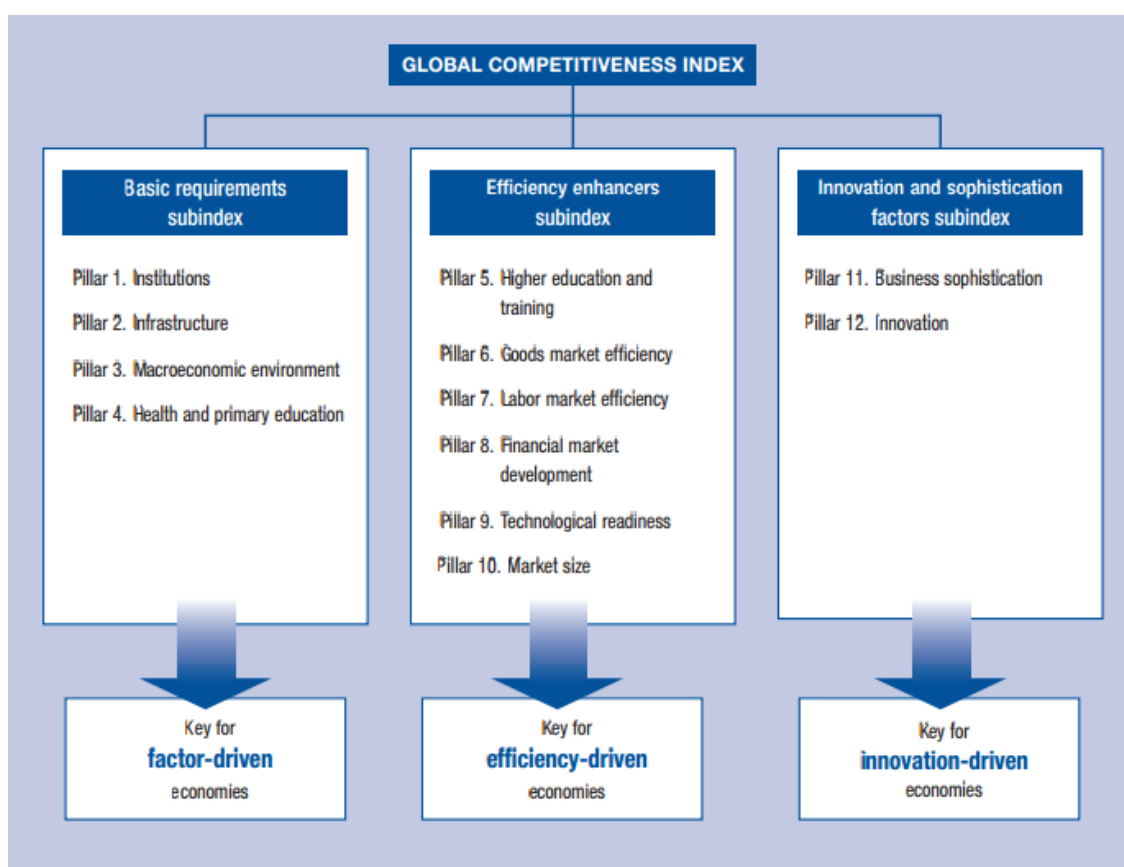 GLOBAL COMPETITIVENESS INDEX
Basic requirements
subindex
Pillar 1. Institutions
Pillar 2. Infrastructure
Pillar 3. Macroeconomic environment
Pillar 4. Health and primary education
Key for
factor-driven
economies
Efficiency enhancers
subindex
Pillar 5. Higher education and
training
Pillar 6. Goods market efficiency
Pillar 7. Labor market efficiency
Pillar 8. Financial market
development
Pillar 9. Technological readiness
Pillar 10. Market size
Key for
efficiency-driven
economies
Innovation and sophistication
factors subindex
Pillar 11. Business sophistication
Pillar 12. Innovation
Key for
innovation-driven
economies